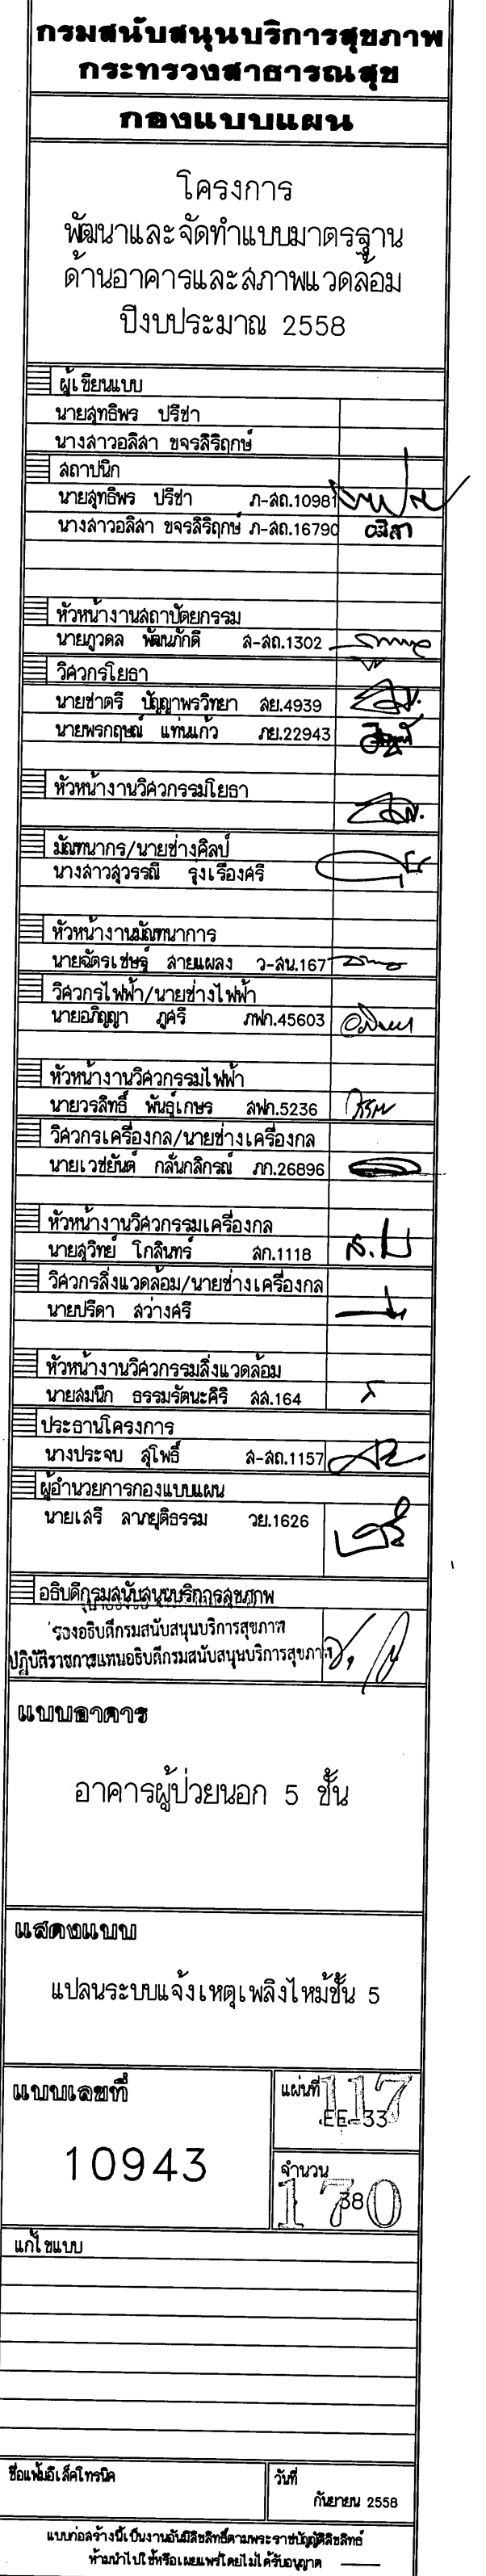 กรมสนับสนุนบริการสุขภาพ
กระทรวงสาธารณสุข
กองแบบแผน
โครงการ
พัฒนาและจัดทำแบบมาตรฐาน
ด้านอาคารและสภาพแวดล้อม
ปีงบประมาณ 2558
ผู้เขียนแบบ
นายสุทธิพร ปรีชา
นางสาวอลิสา ขจรสิริฤกษ์
สถาปนิก
นายสุทธิพร ปรีชา ภ-สถ.10981
นางสาวอลิสา ขจรสิริฤกษ์ ภ-สถ.16790
อลิสา
หัวหน้างานสถาปัตยกรรม
นายภูวดล พัฒนภักดี ส-สถ.1302
วิศวกรโยธา
นายชาตรี ปัญญาพรวิทยา สย.4939
นายพรกฤษณ์ แท่นแก้ว ภย.22943
หัวหน้างานวิศวกรรมโยธา
มัณฑนากร/นายช่างศิลป์
นางสาวสุวรรณี รุ่งเรืองศรี
หัวหน้างานมัณฑนาการ
นายฉัตรเชษฐ์ สายแผลง ว-สน.167
วิศวกรไฟฟ้า/นายช่างไฟฟ้า
นายอภิญญา ภูศรี ภฟก.45603
หัวหน้างานวิศวกรรมไฟฟ้า
นายวรสิทธิ์ พันธุ์เกษร สฟก.5236
วิศวกรเครื่องกล/นายช่างเครื่องกล
นายเวชยันต์ กลั่นกสิกรณ์ ภก.26896
หัวหน้างานวิศวกรรมเครื่องกล
นายสุวิทย์ โกสินทร์ สก.1118
วิศวกรสิ่งแวดล้อม/นายช่างเครื่องกล
นายปรีดา สว่างศรี
หัวหน้างานวิศวกรรมสิ่งแวดล้อม
นายสมนึก ธรรมรัตนะศิริ สส.164
ประธานโครงการ
นางประจบ สุโพธิ์ ส-สถ.1157
ผู้อำนวยการกองแบบแผน
นายเสรี ลาภยุติธรรม วย.1626
อธิบดีกรมสนับสนุนบริการสุขภาพ
รองอธิบดีกรมสนับสนุนบริการสุขภาพ
ปฏิบัติราชการแทนอธิบดีกรมสนับสนุนบริการสุขภาพ
แบบอาคาร
อาคารผู้ป่วยนอก 5 ชั้น
แสดงแบบ
แปลนระบบแจ้งเหตุเพลิงไหม้ชั้น 5
แบบเลขที่
แผ่นที่ 117
EE-33
10943
จำนวน
38
170
แก้ไขแบบ
ชื่อแฟ้มอิเล็คโทรนิค
วันที่
กันยายน 2558
แบบก่อสร้างนี้เป็นงานอันมีลิขสิทธิ์ตามพระราชบัญญัติลิขสิทธ์
ห้ามนำไปใช้หรือเผยแพร่โดยไม่ได้รับอนุญาต